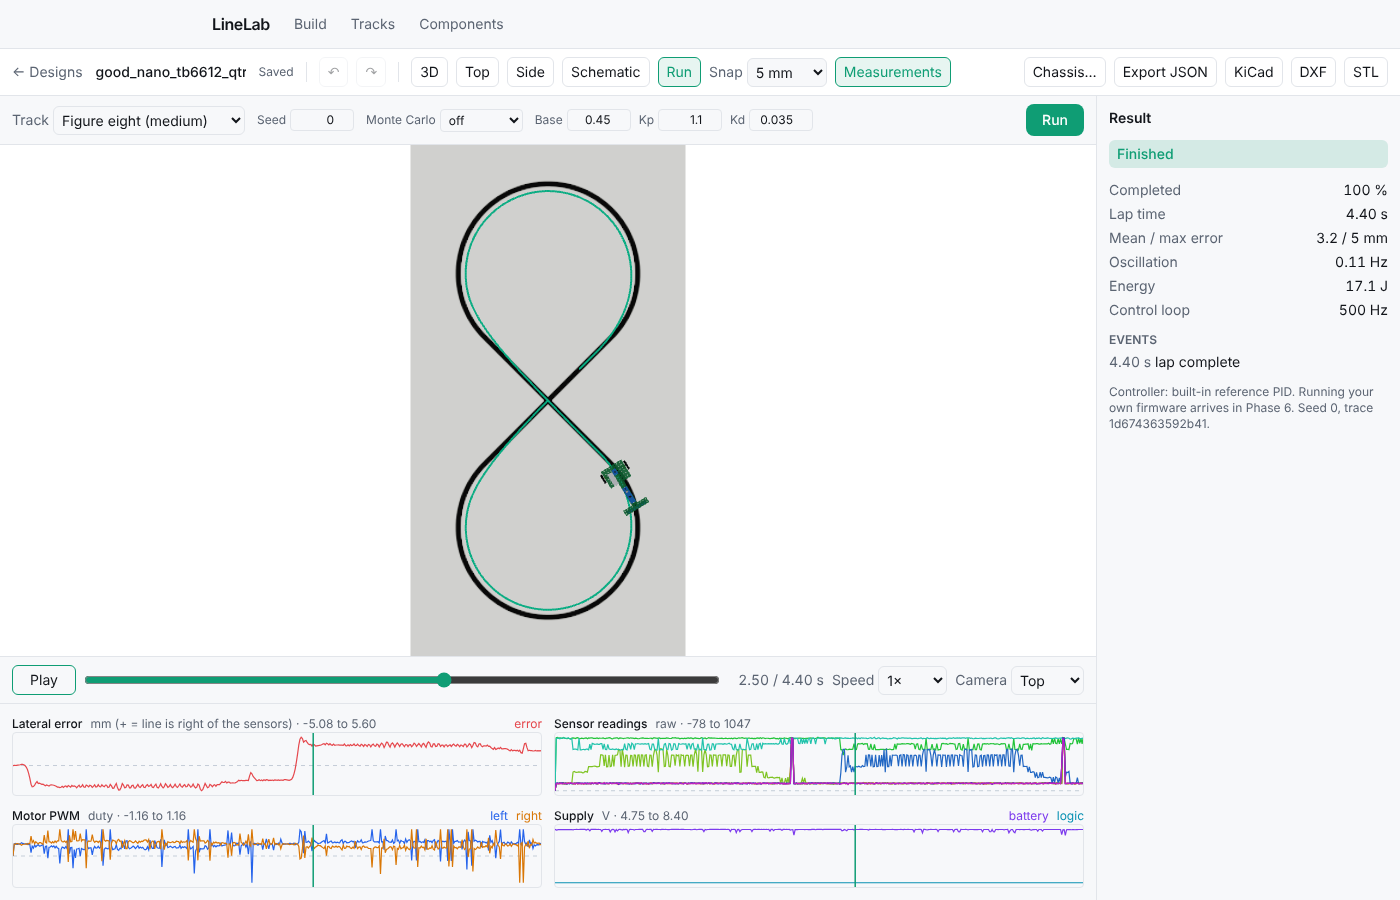 LineLab Build Tracks Components
← Designs good_nano_tb6612_qtr Saved ↶ ↷ 3D Top Side Schematic Run Snap 5 mm Measurements Chassis... Export JSON KiCad DXF STL
Track Figure eight (medium) Seed 0 Monte Carlo off Base 0.45 Kp 1.1 Kd 0.035 Run
Result
Finished
Completed 100 %
Lap time 4.40 s
Mean / max error 3.2 / 5 mm
Oscillation 0.11 Hz
Energy 17.1 J
Control loop 500 Hz
EVENTS
4.40 s lap complete
Controller: built-in reference PID. Running your
own firmware arrives in Phase 6. Seed 0, trace
1d674363592b41.
Play 2.50 / 4.40 s Speed 1× Camera Top
Lateral error mm (+ = line is right of the sensors) · -5.08 to 5.60 error
Sensor readings raw · -78 to 1047
Motor PWM duty · -1.16 to 1.16 left right
Supply V · 4.75 to 8.40 battery logic